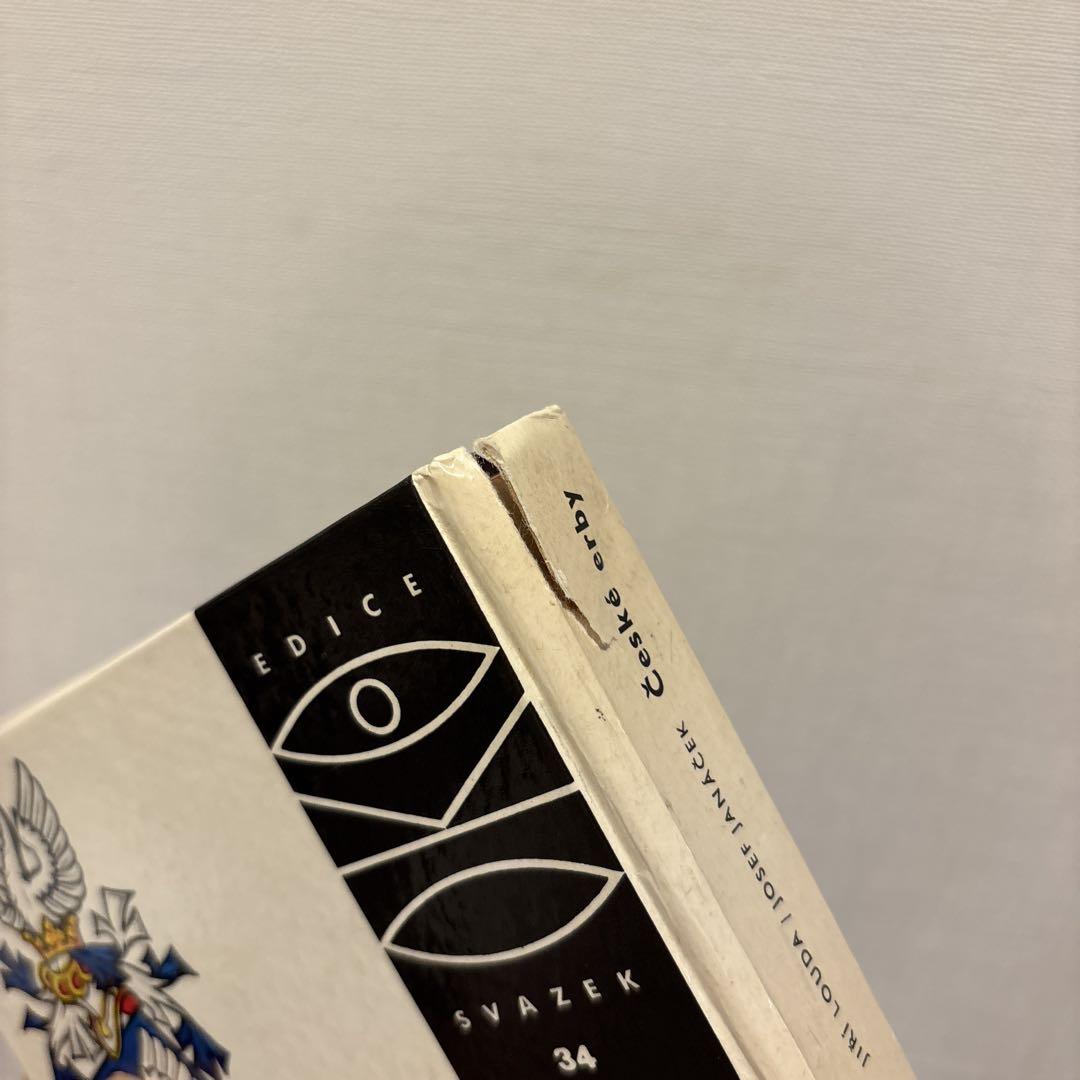 EDICE
SVAZEK
34
JIŘÍ LOUDA / JOSEF JANÁČEK České erby